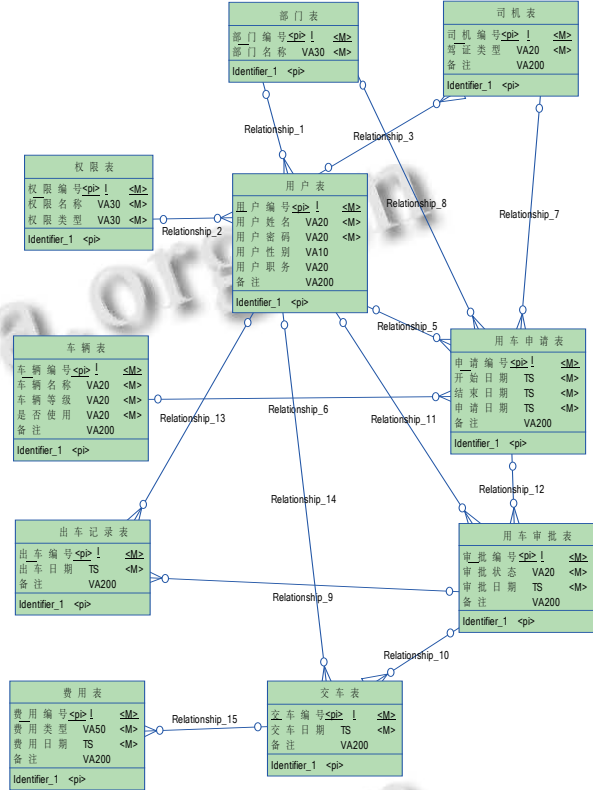 部门表
部门编号 <pi> I <M>
部门名称 VA30 <M>
Identifier_1 <pi>
司机表
司机编号 <pi> I <M>
驾证类型 VA20 <M>
备注 VA200
Identifier_1 <pi>
Relationship_1
Relationship_3
权限表
权限编号 <pi> I <M>
权限名称 VA30 <M>
权限类型 VA30 <M>
Identifier_1 <pi>
Relationship_2
用户表
用户编号 <pi> I <M>
用户姓名 VA20 <M>
用户密码 VA20 <M>
用户性别 VA10
用户职务 VA20
备注 VA200
Identifier_1 <pi>
Relationship_8
Relationship_7
Relationship_5
车辆表
车辆编号 <pi> I <M>
车辆名称 VA20 <M>
车辆等级 VA20 <M>
是否使用 VA20 <M>
备注 VA200
Identifier_1 <pi>
用车申请表
申请编号 <pi> I <M>
开始日期 TS <M>
结束日期 TS <M>
申请日期 TS <M>
备注 VA200
Identifier_1 <pi>
Relationship_13
Relationship_6
Relationship_11
Relationship_14
Relationship_12
出车记录表
出车编号 <pi> I <M>
出车日期 TS <M>
备注 VA200
Identifier_1 <pi>
用车审批表
审批编号 <pi> I <M>
审批状态 VA20 <M>
审批日期 TS <M>
备注 VA200
Identifier_1 <pi>
Relationship_9
Relationship_10
费用表
费用编号 <pi> I <M>
费用类型 VA50 <M>
费用日期 TS <M>
备注 VA200
Identifier_1 <pi>
Relationship_15
交车表
交车编号 <pi> I <M>
交车日期 TS <M>
备注 VA200
Identifier_1 <pi>